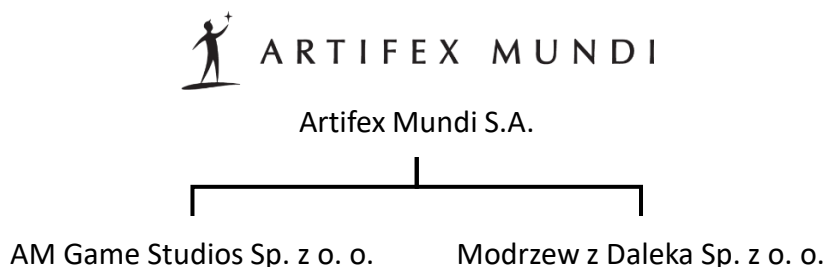 ARTIFEX MUNDI
Artifex Mundi S.A.
AM Game Studios Sp. z o. o.
Modrzew z Daleka Sp. z o. o.